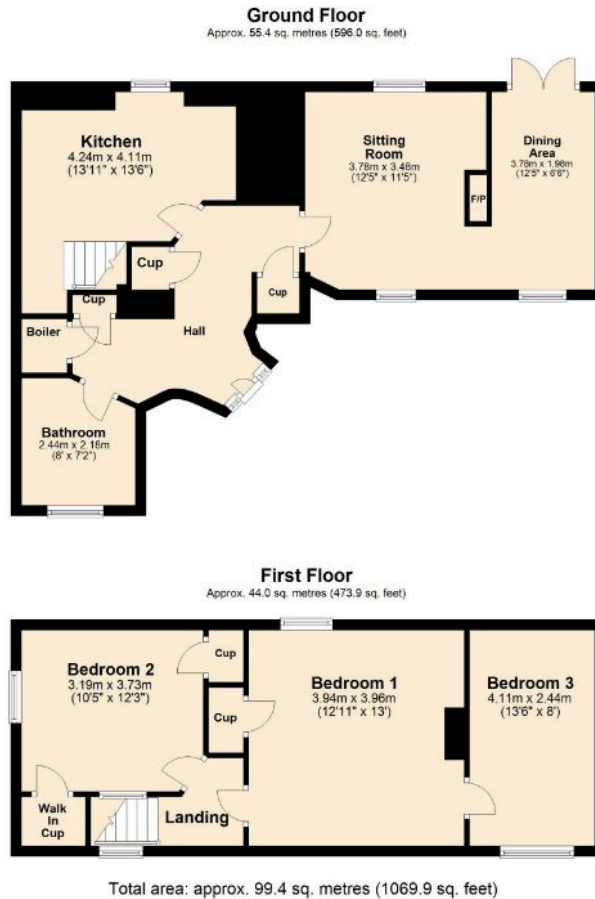 Ground Floor
Approx. 55.4 sq. metres (596.0 sq. feet)
Kitchen
4.24m x 4.11m
(13'11" x 13'6")
Sitting
Room
3.78m x 3.48m
(12'5" x 11'5")
Dining
Area
3.78m x 1.98m
(12'5" x 6'6")
F/P
Cup
Cup
Cup
Boiler
Hall
Bathroom
2.44m x 2.18m
(8' x 7'2")
First Floor
Approx. 44.0 sq. metres (473.9 sq. feet)
Bedroom 2
3.19m x 3.73m
(10'5" x 12'3")
Cup
Cup
Bedroom 1
3.94m x 3.96m
(12'11" x 13')
Bedroom 3
4.11m x 2.44m
(13'6" x 8')
Walk
In
Cup
Landing
Total area: approx. 99.4 sq. metres (1069.9 sq. feet)